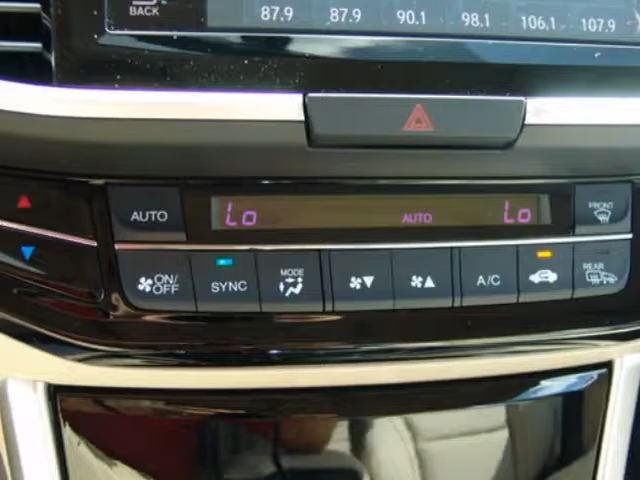 BACK 87.9 87.9 90.1 98.1 106.1 107.9
AUTO Lo AUTO Lo FRONT
ON/OFF SYNC MODE A/C REAR